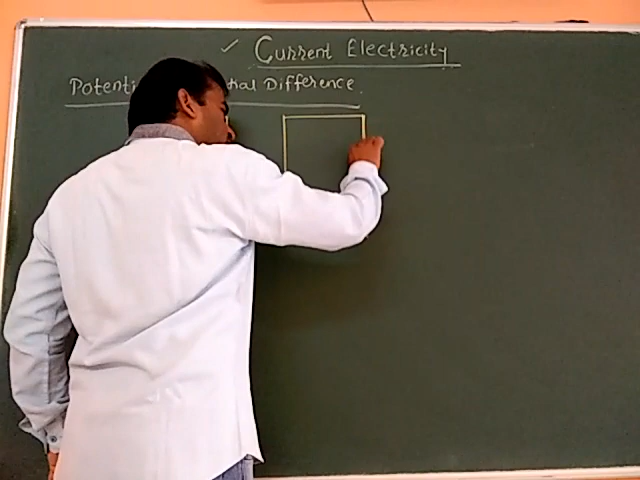 ✓ Current Electricity
Potenti tial Difference.